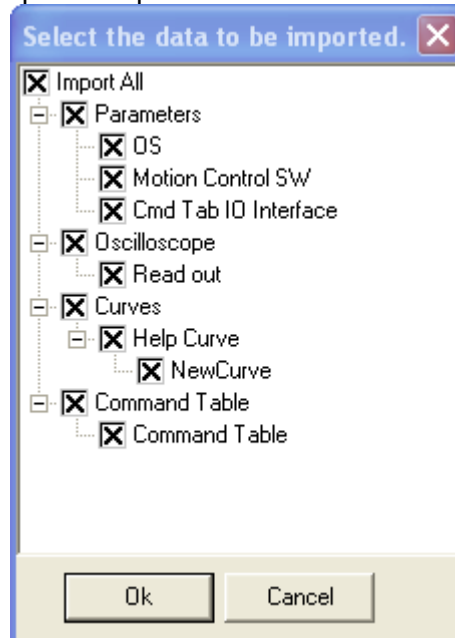 Select the data to be imported.
Import All
Parameters
OS
Motion Control SW
Cmd Tab IO Interface
Oscilloscope
Read out
Curves
Help Curve
NewCurve
Command Table
Command Table
Ok Cancel